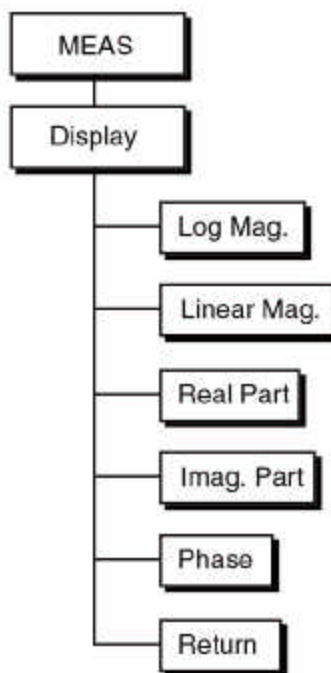 MEAS
Display
Log Mag.
Linear Mag.
Real Part
Imag. Part
Phase
Return